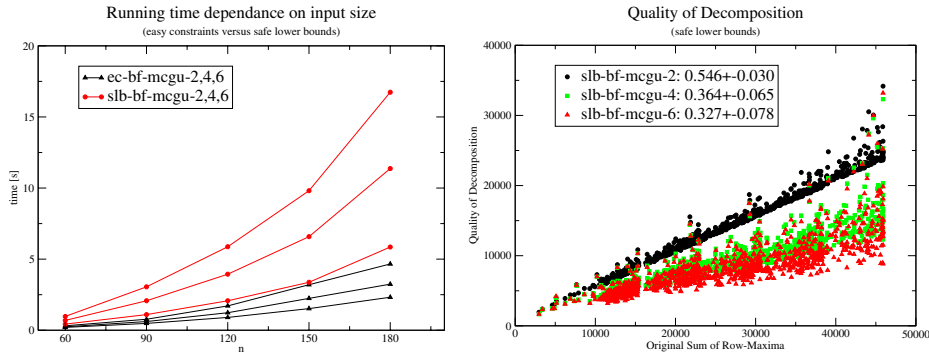 Running time dependance on input size
(easy constraints versus safe lower bounds)
20
15
10
5
0
time [s]
ec-bf-mcgu-2,4,6
slb-bf-mcgu-2,4,6
60 90 120 150 180
n
Quality of Decomposition
(safe lower bounds)
40000
30000
20000
10000
0
Quality of Decomposition
slb-bf-mcgu-2: 0.546+-0.030
slb-bf-mcgu-4: 0.364+-0.065
slb-bf-mcgu-6: 0.327+-0.078
0 10000 20000 30000 40000 50000
Original Sum of Row-Maxima